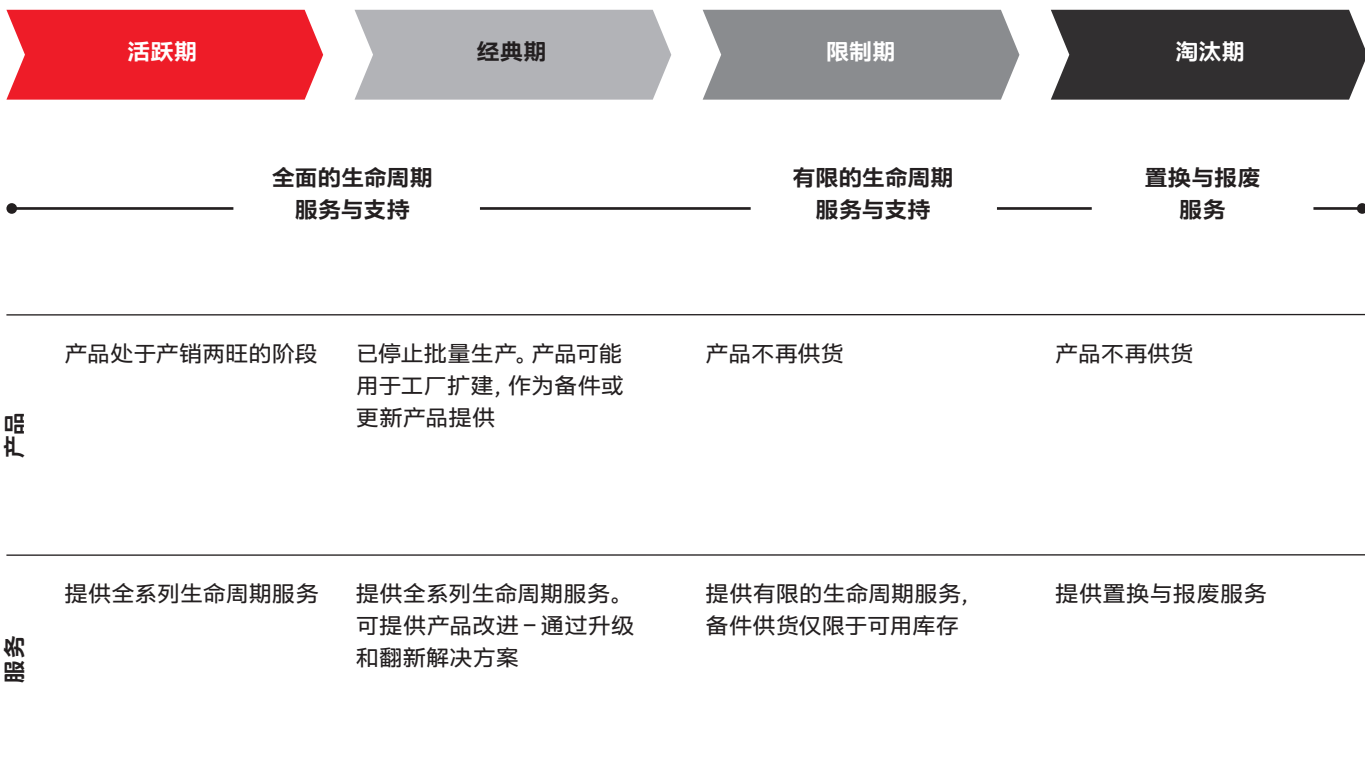 活跃期
经典期
限制期
淘汰期
全面的生命周期
服务与支持
有限的生命周期
服务与支持
置换与报废
服务
产品
产品处于产销两旺的阶段
已停止批量生产。产品可能
用于工厂扩建, 作为备件或
更新产品提供
产品不再供货
产品不再供货
服务
提供全系列生命周期服务
提供全系列生命周期服务。
可提供产品改进 – 通过升级
和翻新解决方案
提供有限的生命周期服务,
备件供货仅限于可用库存
提供置换与报废服务